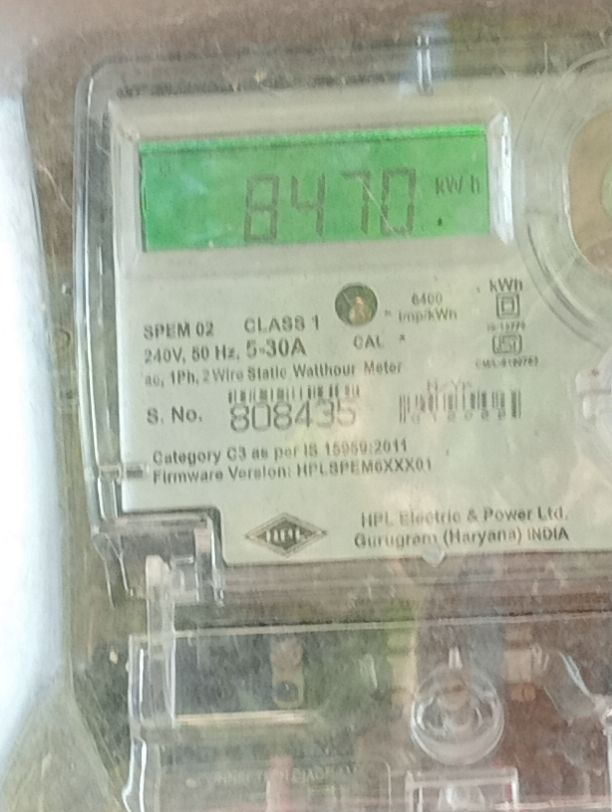 8470 kWh
6400 kWh
SPEM 02 CLASS 1 imp/kWh
240V, 50 Hz, 5-30A CAL
ac, 1Ph, 2 Wire Static Watthour Meter
S. No. 808435
Category C3 as per IS 15959:2011
Firmware Version: HPLSPEM6XXX01
HPL
HPL Electric & Power Ltd.
Gurugram (Haryana) INDIA